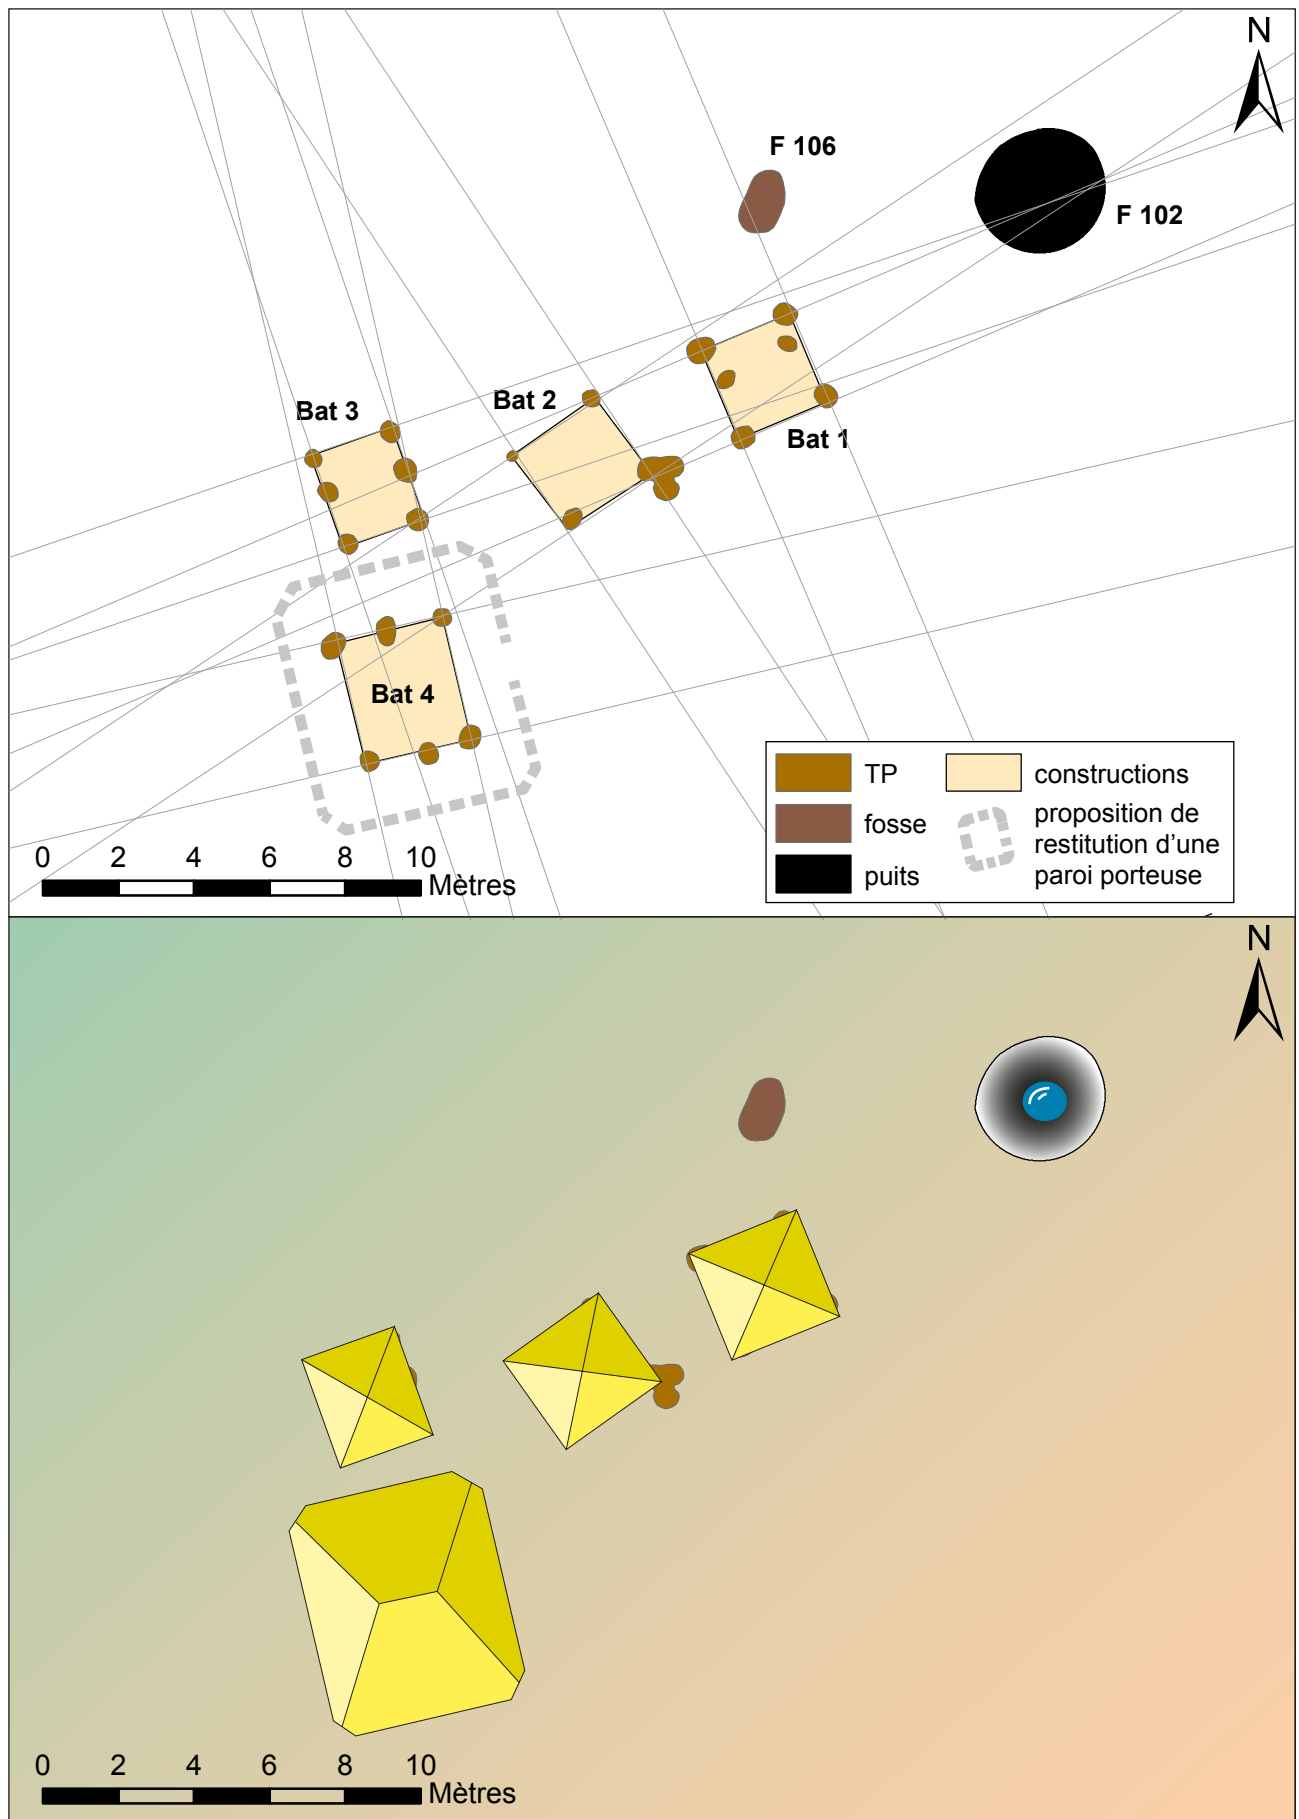 N
F 106
F 102
Bat 3
Bat 2
Bat 1
Bat 4
TP
constructions
fosse
proposition de
restitution d'une
paroi porteuse
puits
0 2 4 6 8 10
Mètres
N
0 2 4 6 8 10
Mètres